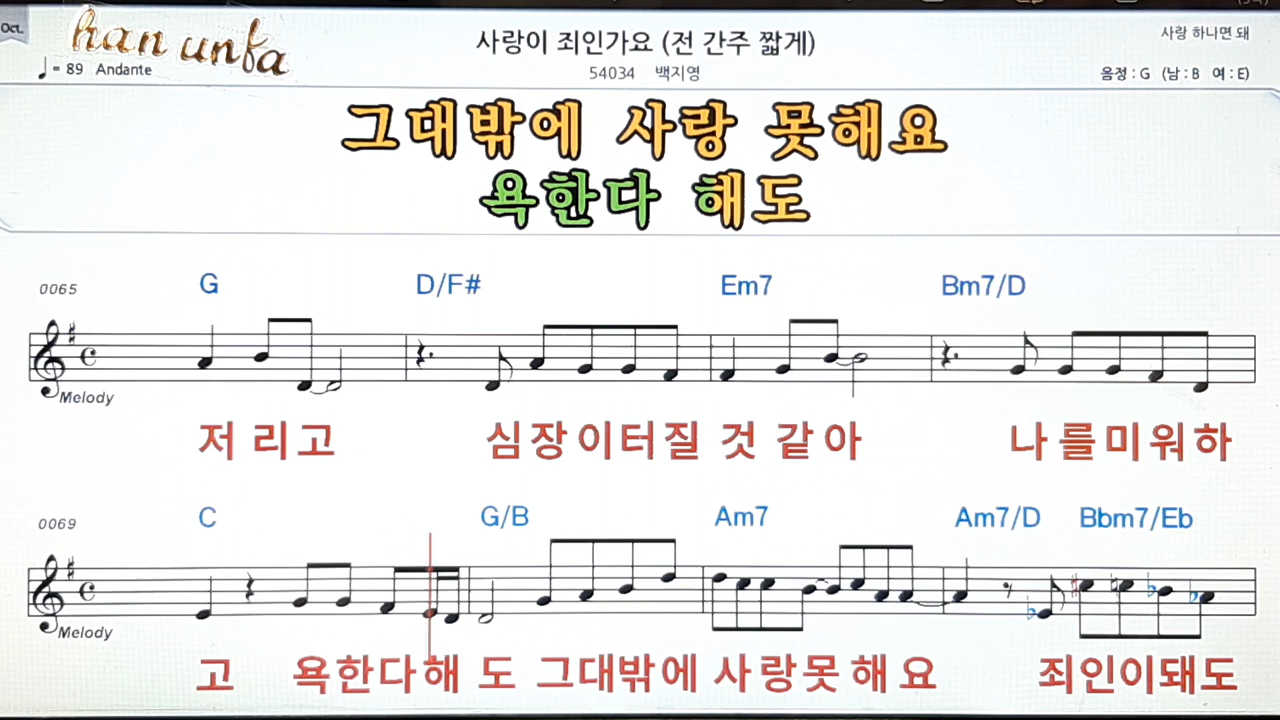 Oct.
han unfa
사랑이 죄인가요 (전 간주 짧게)
사랑 하나면 돼
♩= 89 Andante
54034 백지영
음정 : G (남 : B 여 : E)
그대밖에 사랑 못해요
욕한다 해도
0065 G D/F# Em7 Bm7/D
Melody
저 리고 심장이터질 것 같아 나를미워하
0069 C G/B Am7 Am7/D Bbm7/Eb
Melody
고 욕한다해 도 그대밖에 사랑못해요 죄인이돼도